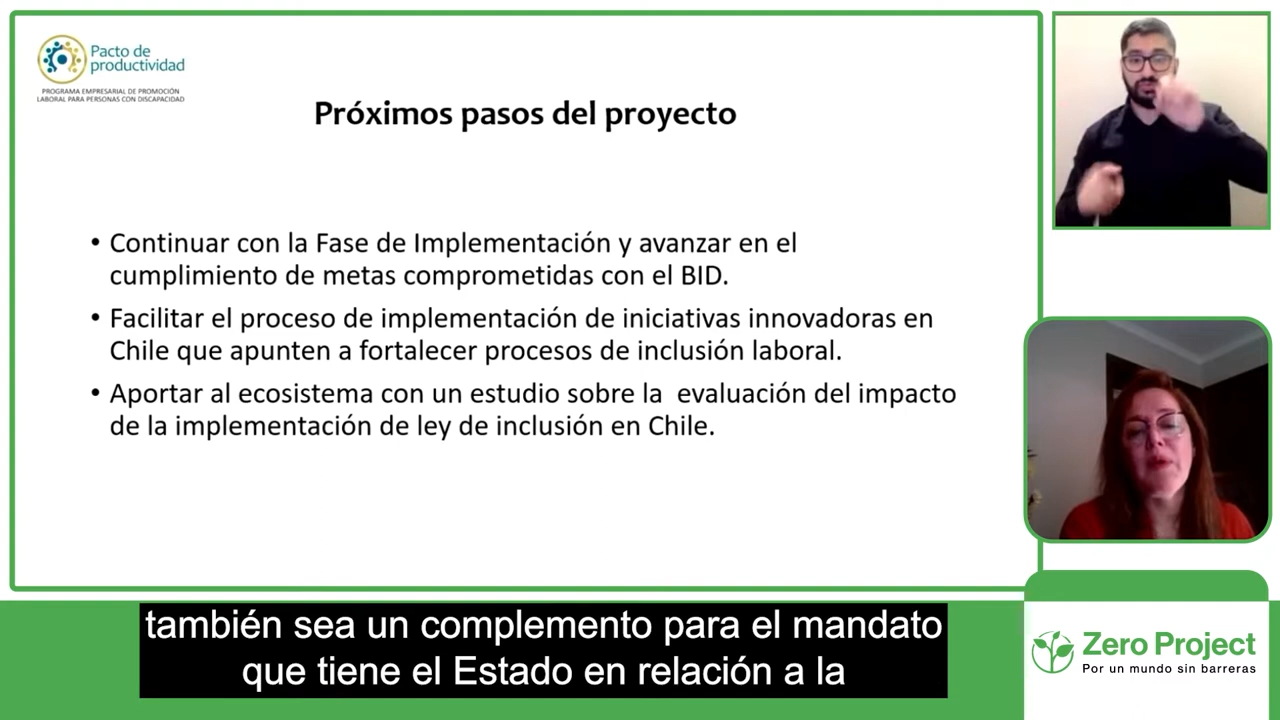 Pacto de
productividad
PROGRAMA EMPRESARIAL DE PROMOCIÓN
LABORAL PARA PERSONAS CON DISCAPACIDAD
Próximos pasos del proyecto
• Continuar con la Fase de Implementación y avanzar en el
cumplimiento de metas comprometidas con el BID.
• Facilitar el proceso de implementación de iniciativas innovadoras en
Chile que apunten a fortalecer procesos de inclusión laboral.
• Aportar al ecosistema con un estudio sobre la  evaluación del impacto
de la implementación de ley de inclusión en Chile.
también sea un complemento para el mandato
que tiene el Estado en relación a la
Zero Project
Por un mundo sin barreras